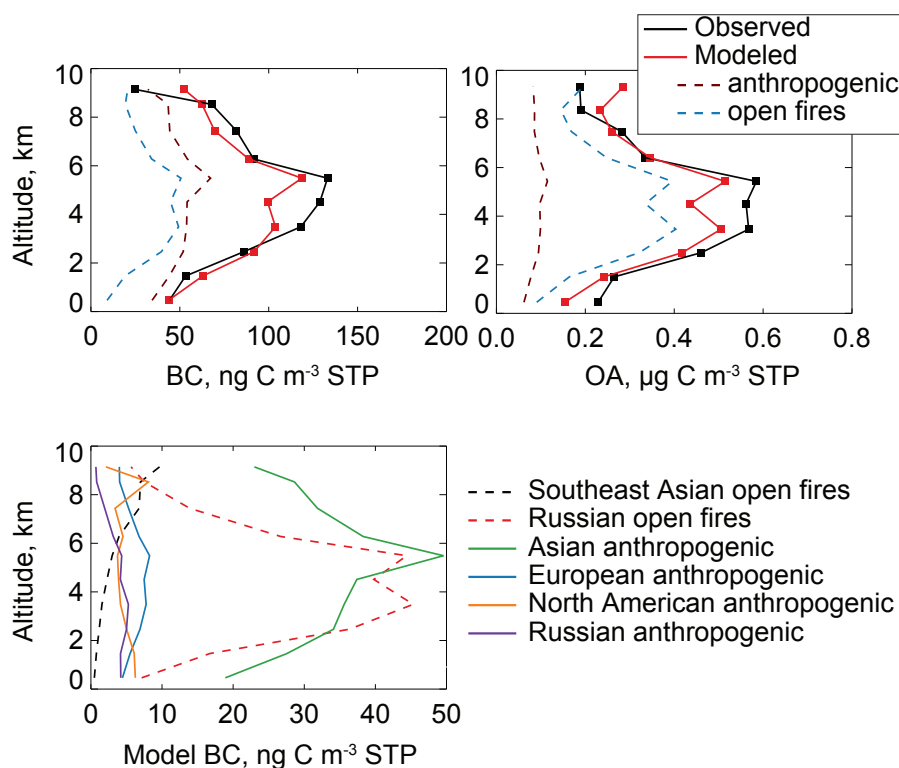 Observed
Modeled
anthropogenic
open fires
Altitude, km
10
8
6
4
2
0
0 50 100 150 200
BC, ng C m⁻³ STP
10
8
6
4
2
0
0 0.2 0.4 0.6 0.8
OA, µg C m⁻³ STP
Altitude, km
10
8
6
4
2
0
0 10 20 30 40 50
Model BC, ng C m⁻³ STP
Southeast Asian open fires
Russian open fires
Asian anthropogenic
European anthropogenic
North American anthropogenic
Russian anthropogenic